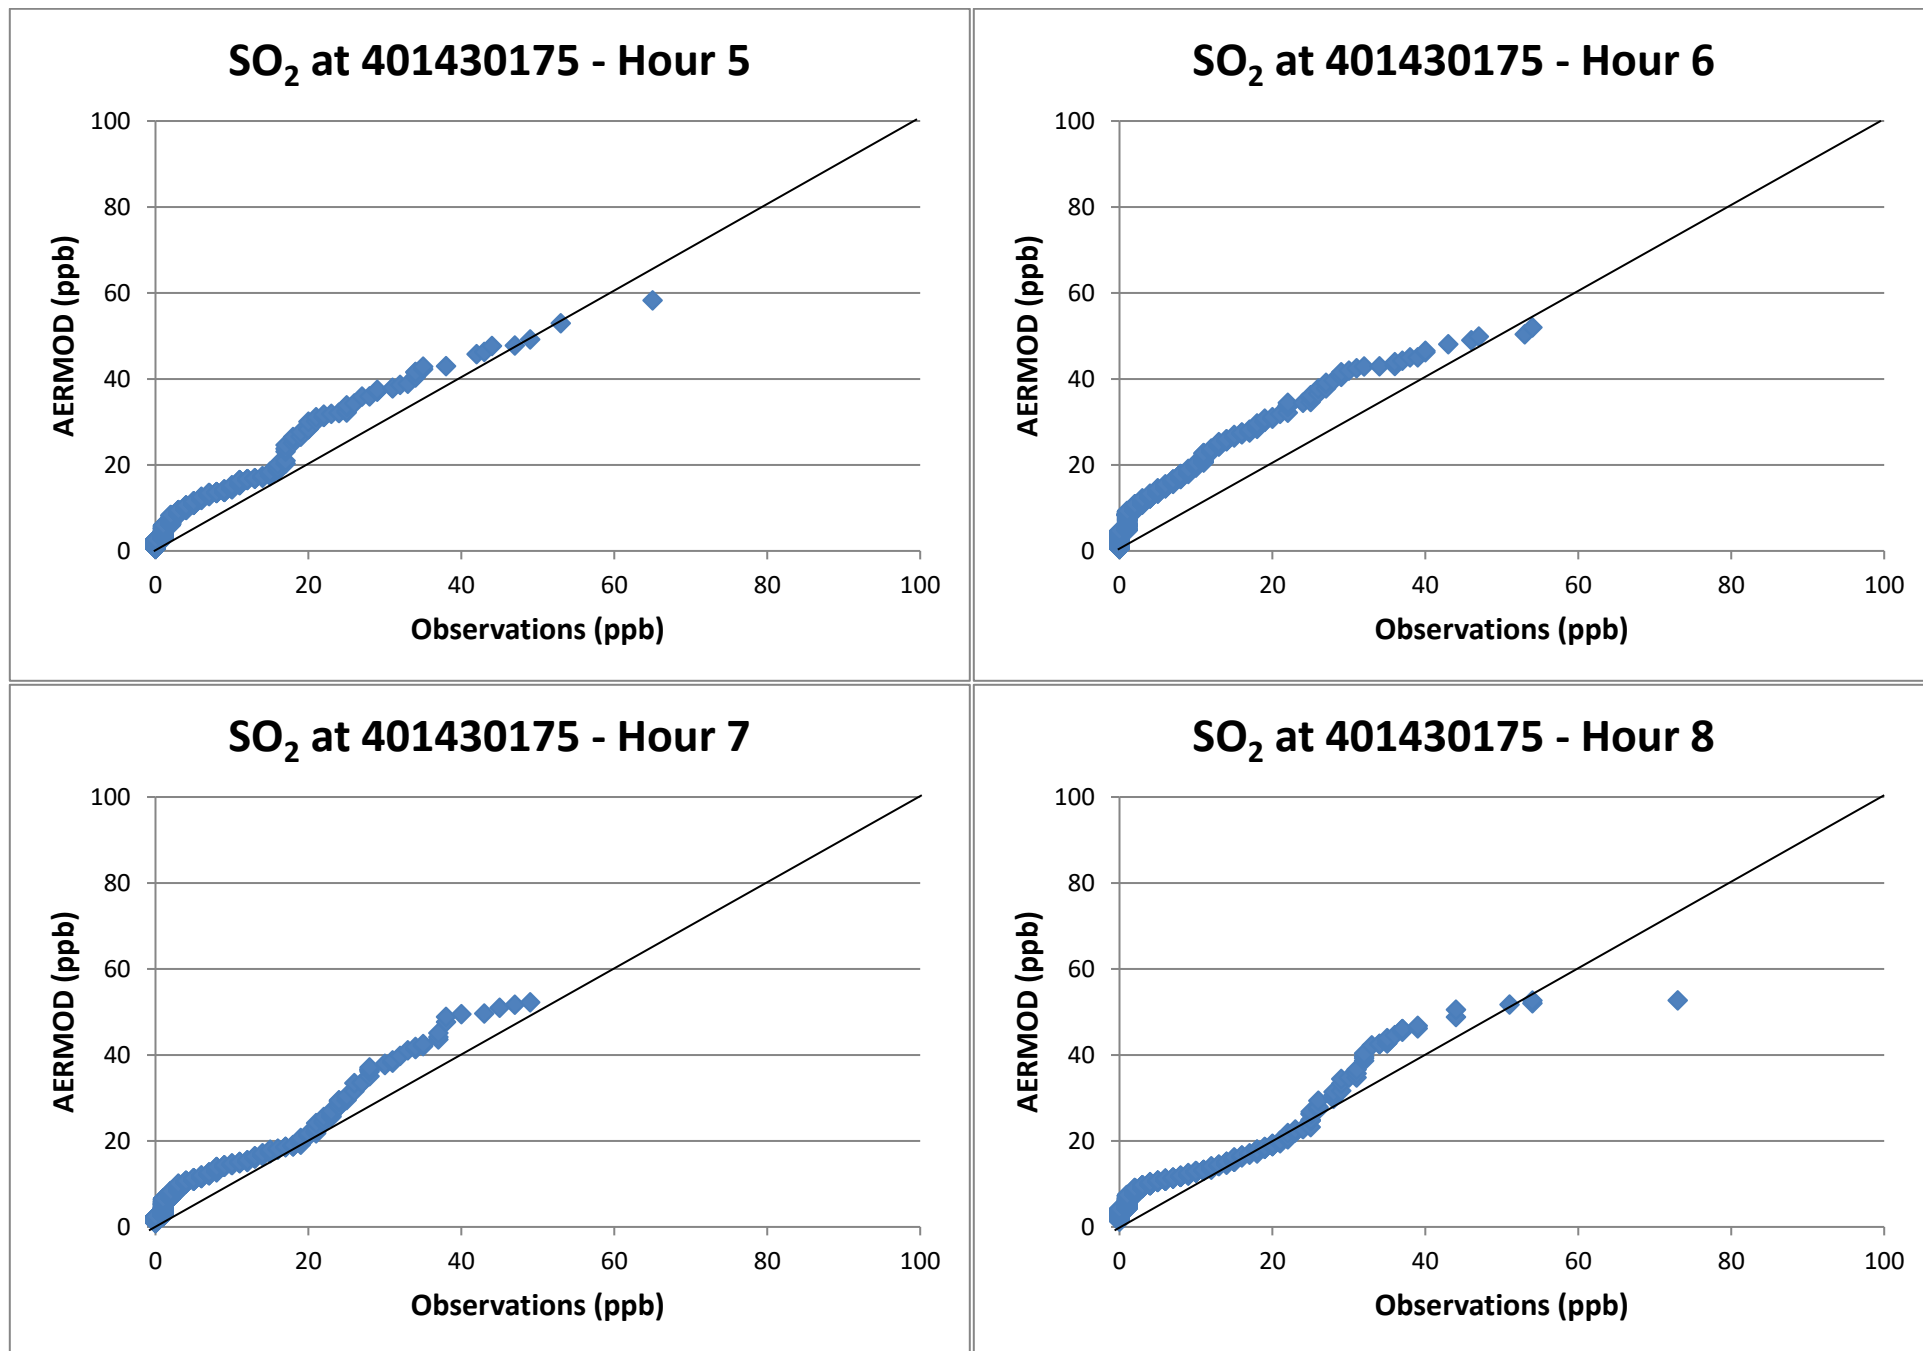 SO₂ at 401430175 - Hour 5
100
80
60
40
20
0
AERMOD (ppb)
0 20 40 60 80 100
Observations (ppb)
SO₂ at 401430175 - Hour 6
100
80
60
40
20
0
AERMOD (ppb)
0 20 40 60 80 100
Observations (ppb)
SO₂ at 401430175 - Hour 7
100
80
60
40
20
0
AERMOD (ppb)
0 20 40 60 80 100
Observations (ppb)
SO₂ at 401430175 - Hour 8
100
80
60
40
20
0
AERMOD (ppb)
0 20 40 60 80 100
Observations (ppb)